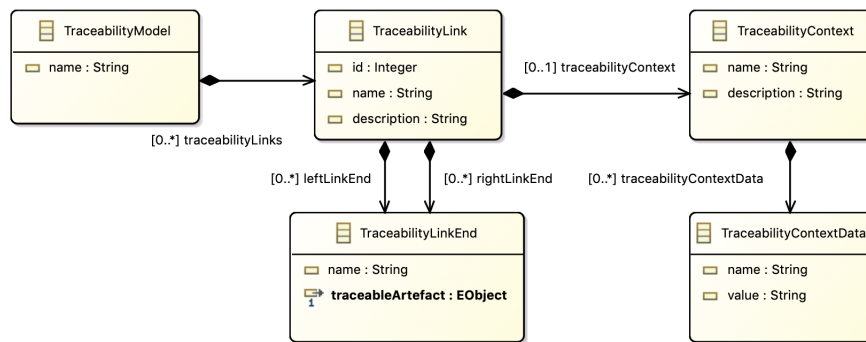 TraceabilityModel
name : String
[0..*] traceabilityLinks
TraceabilityLink
id : Integer
name : String
description : String
[0..1] traceabilityContext
TraceabilityContext
name : String
description : String
[0..*] leftLinkEnd
[0..*] rightLinkEnd
[0..*] traceabilityContextData
TraceabilityLinkEnd
name : String
1 traceableArtefact : EObject
TraceabilityContextData
name : String
value : String